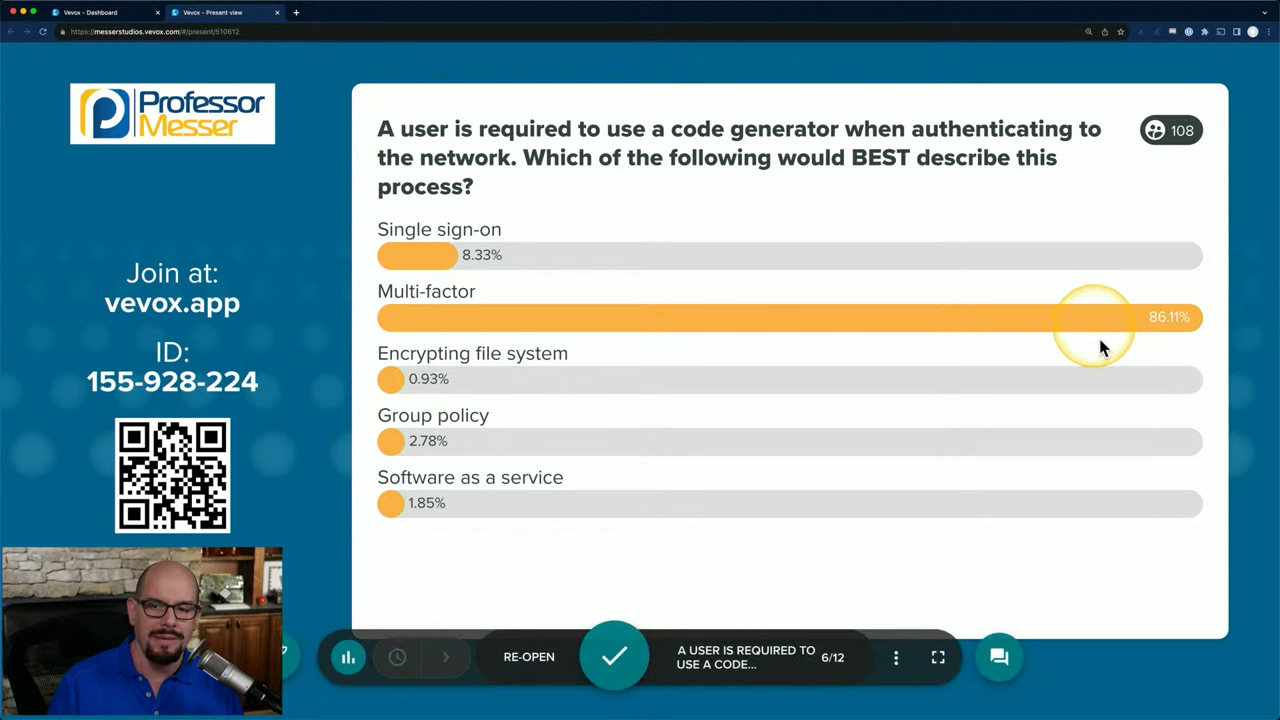 Vevox - Dashboard
Vevox - Present view
https://messerstudios.vevox.com/#/present/510612
Professor
Messer
Join at:
vevox.app
ID:
155-928-224
A user is required to use a code generator when authenticating to
the network. Which of the following would BEST describe this
process?
108
Single sign-on
8.33%
Multi-factor
86.11%
Encrypting file system
0.93%
Group policy
2.78%
Software as a service
1.85%
RE-OPEN
A USER IS REQUIRED TO
USE A CODE...
6/12